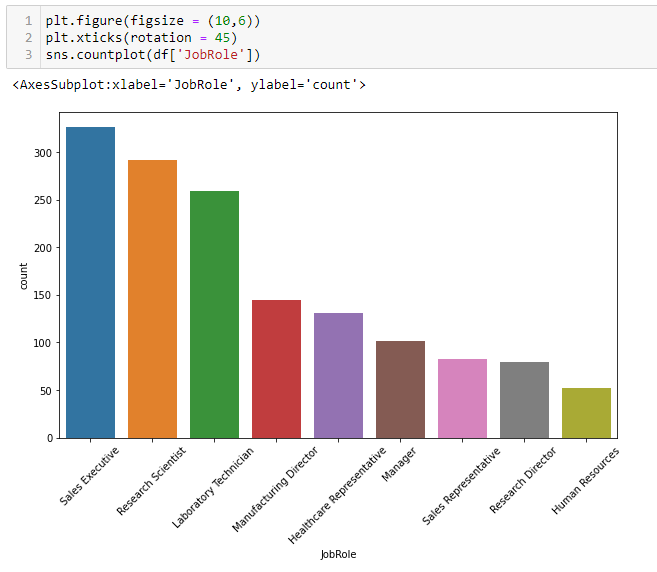 1 plt.figure(figsize = (10,6))
2 plt.xticks(rotation = 45)
3 sns.countplot(df['JobRole'])
<AxesSubplot:xlabel='JobRole', ylabel='count'>
300
250
200
150
100
50
0
count
Sales Executive
Research Scientist
Laboratory Technician
Manufacturing Director
Healthcare Representative
Manager
Sales Representative
Research Director
Human Resources
JobRole